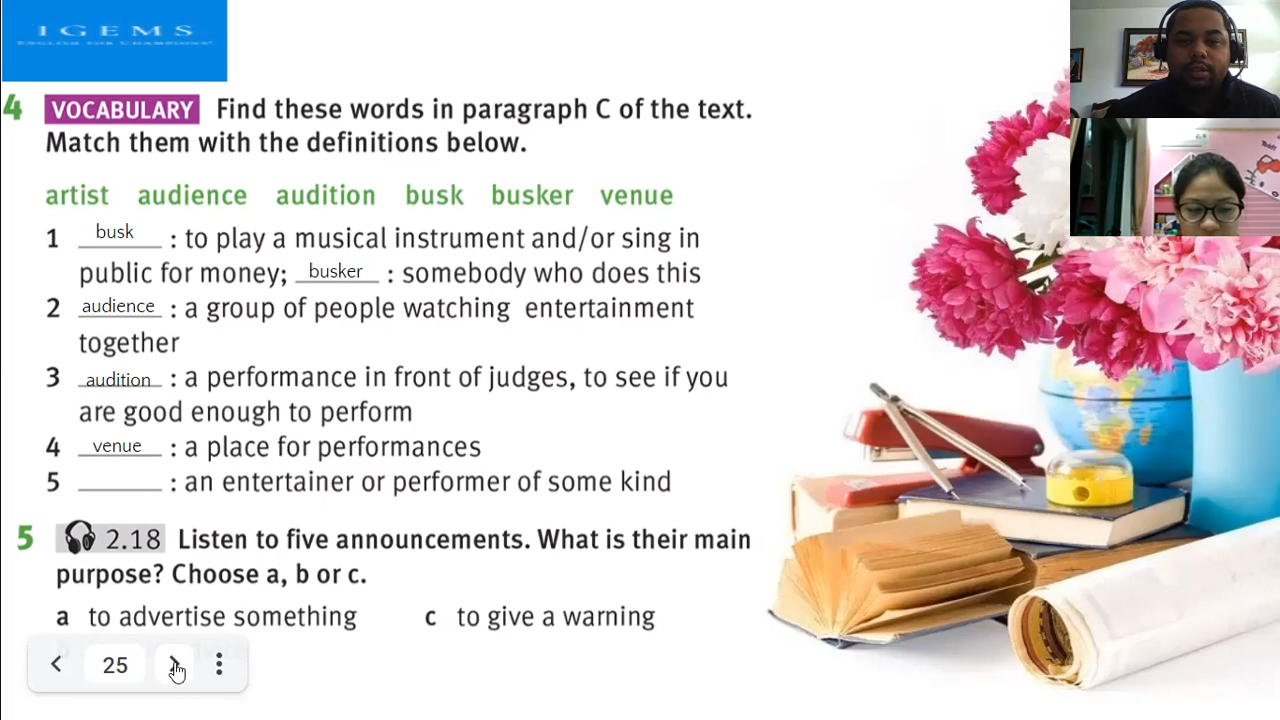 IGEMS
ENGLISH FOR CHAMPIONS!
4 VOCABULARY Find these words in paragraph C of the text.
Match them with the definitions below.
artist audience audition busk busker venue
1 busk : to play a musical instrument and/or sing in
public for money; busker : somebody who does this
2 audience : a group of people watching entertainment
together
3 audition : a performance in front of judges, to see if you
are good enough to perform
4 venue : a place for performances
5 ________ : an entertainer or performer of some kind
5 2.18 Listen to five announcements. What is their main
purpose? Choose a, b or c.
a to advertise something c to give a warning
25